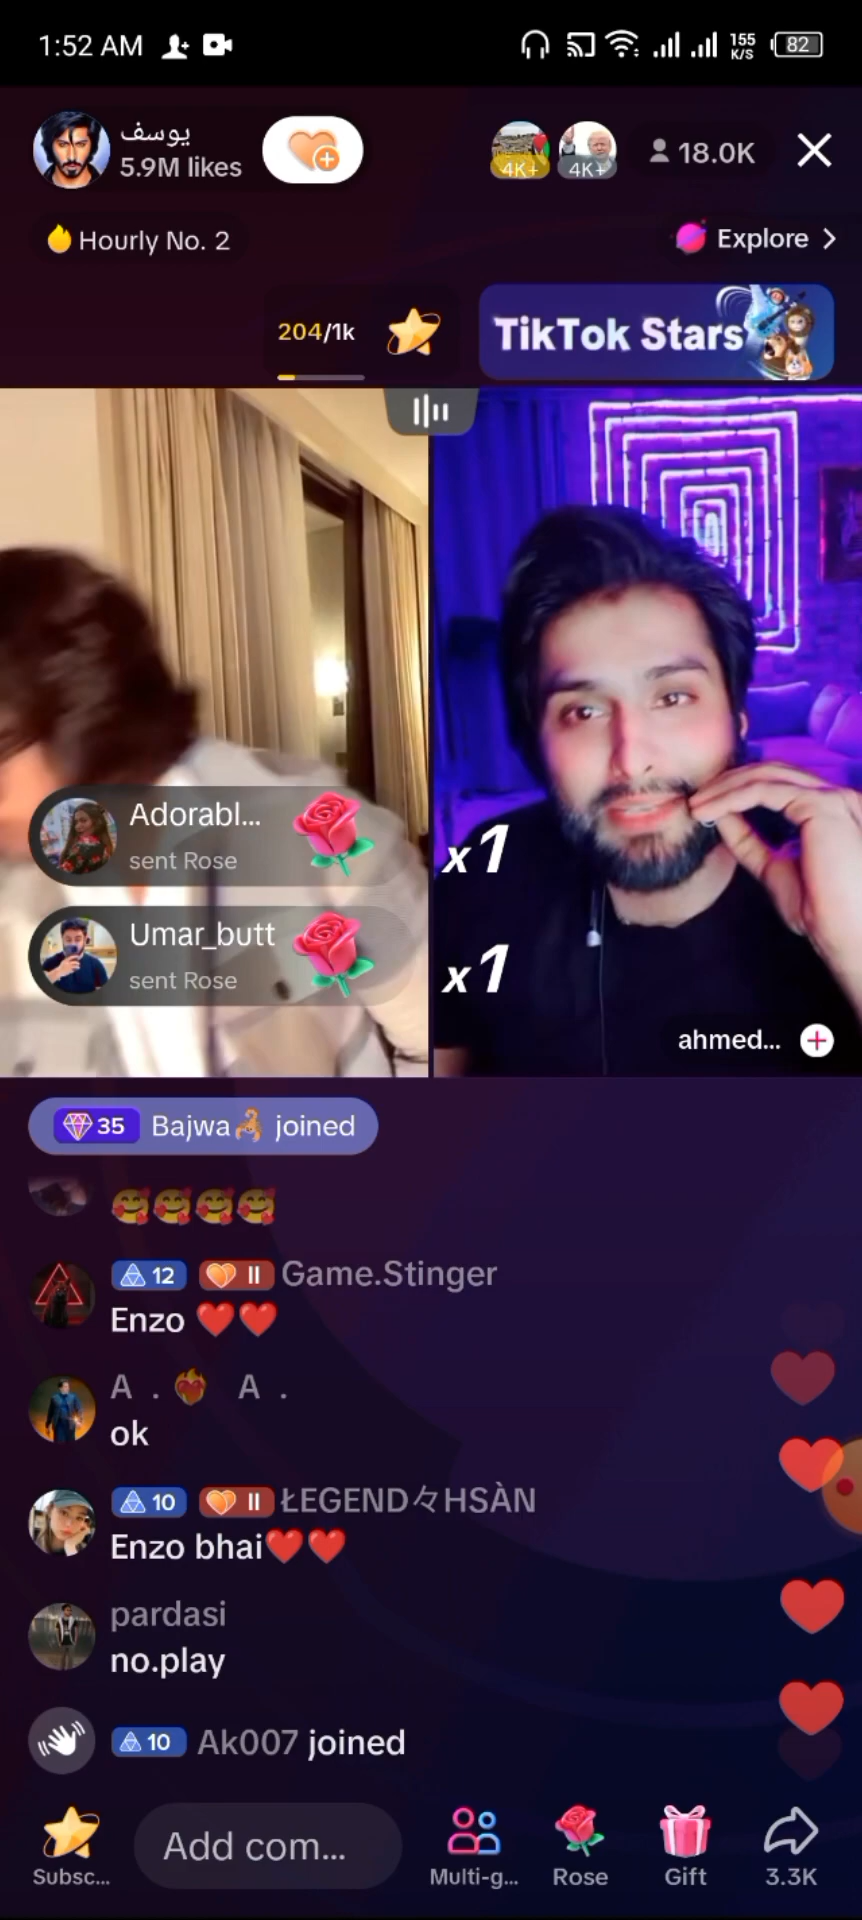 1:52 AM
155
K/S
82
يوسف
5.9M likes
4K+
4K+
18.0K
Hourly No. 2
Explore
204/1k
TikTok Stars
Adorabl...
sent Rose
x1
Umar_butt
sent Rose
x1
ahmed...
35 Bajwa🦂 joined
🥰🥰🥰🥰
12 II Game.Stinger
Enzo ❤️❤️
A . ❤️‍🔥 A .
ok
10 II ŁEGEND々HSÀN
Enzo bhai❤️❤️
pardasi
no.play
10 Ak007 joined
Subsc...
Add com...
Multi-g...
Rose
Gift
3.3K